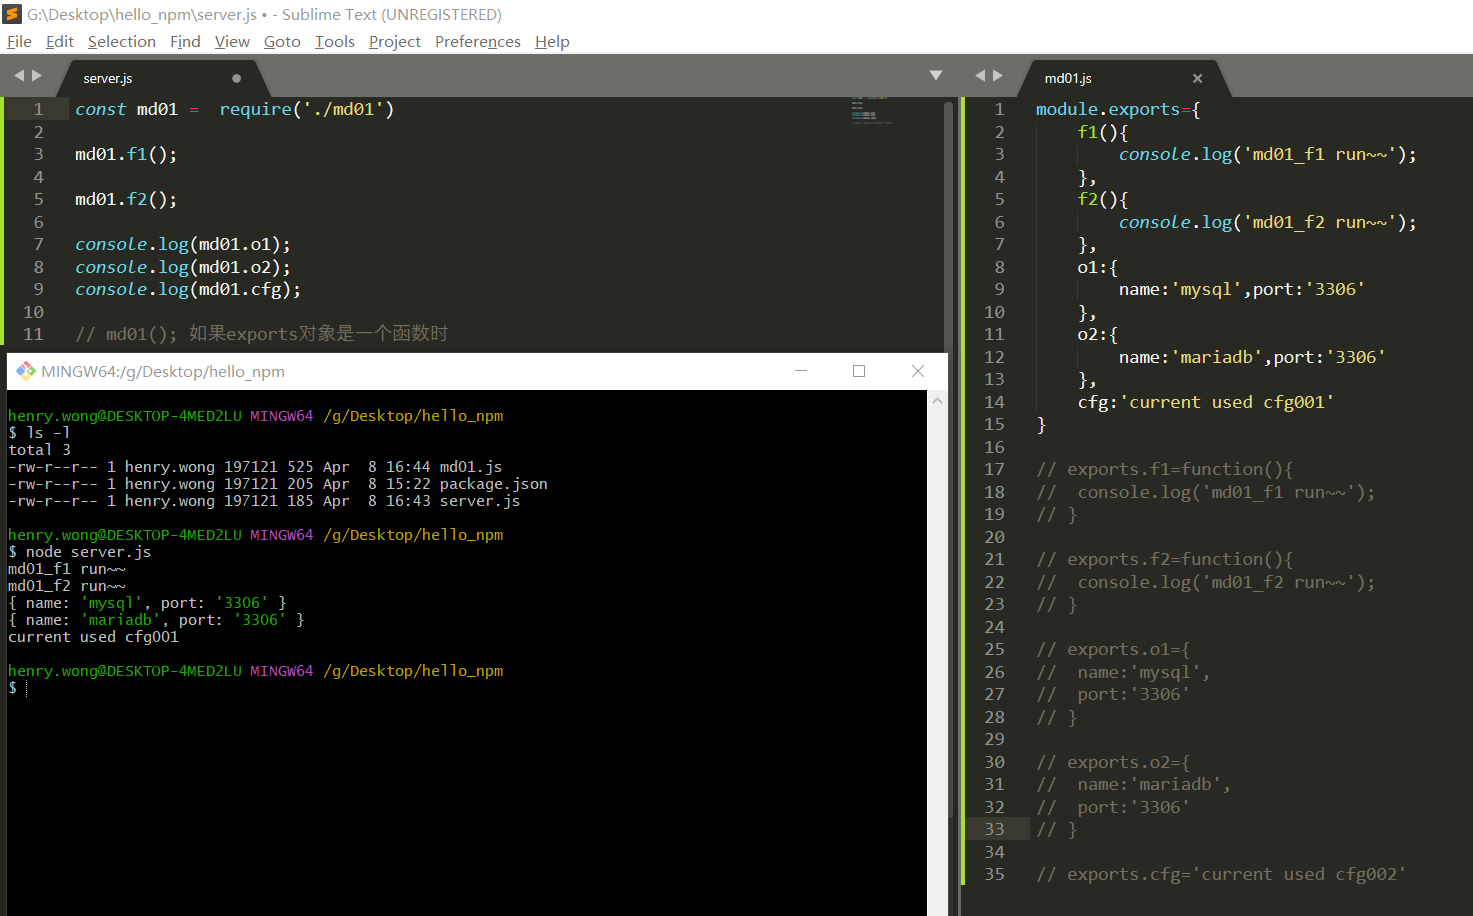 G:\Desktop\hello_npm\server.js • - Sublime Text (UNREGISTERED)
File Edit Selection Find View Goto Tools Project Preferences Help
server.js
1 const md01 =  require('./md01')
2
3 md01.f1();
4
5 md01.f2();
6
7 console.log(md01.o1);
8 console.log(md01.o2);
9 console.log(md01.cfg);
10
11 // md01(); 如果exports对象是一个函数时
MINGW64:/g/Desktop/hello_npm
henry.wong@DESKTOP-4MED2LU MINGW64 /g/Desktop/hello_npm
$ ls -l
total 3
-rw-r--r-- 1 henry.wong 197121 525 Apr  8 16:44 md01.js
-rw-r--r-- 1 henry.wong 197121 205 Apr  8 15:22 package.json
-rw-r--r-- 1 henry.wong 197121 185 Apr  8 16:43 server.js
henry.wong@DESKTOP-4MED2LU MINGW64 /g/Desktop/hello_npm
$ node server.js
md01_f1 run~~
md01_f2 run~~
{ name: 'mysql', port: '3306' }
{ name: 'mariadb', port: '3306' }
current used cfg001
henry.wong@DESKTOP-4MED2LU MINGW64 /g/Desktop/hello_npm
$
md01.js
1 module.exports={
2     f1(){
3         console.log('md01_f1 run~~');
4     },
5     f2(){
6         console.log('md01_f2 run~~');
7     },
8     o1:{
9         name:'mysql',port:'3306'
10     },
11     o2:{
12         name:'mariadb',port:'3306'
13     },
14     cfg:'current used cfg001'
15 }
16
17 // exports.f1=function(){
18 //  console.log('md01_f1 run~~');
19 // }
20
21 // exports.f2=function(){
22 //  console.log('md01_f2 run~~');
23 // }
24
25 // exports.o1={
26 //  name:'mysql',
27 //  port:'3306'
28 // }
29
30 // exports.o2={
31 //  name:'mariadb',
32 //  port:'3306'
33 // }
34
35 // exports.cfg='current used cfg002'